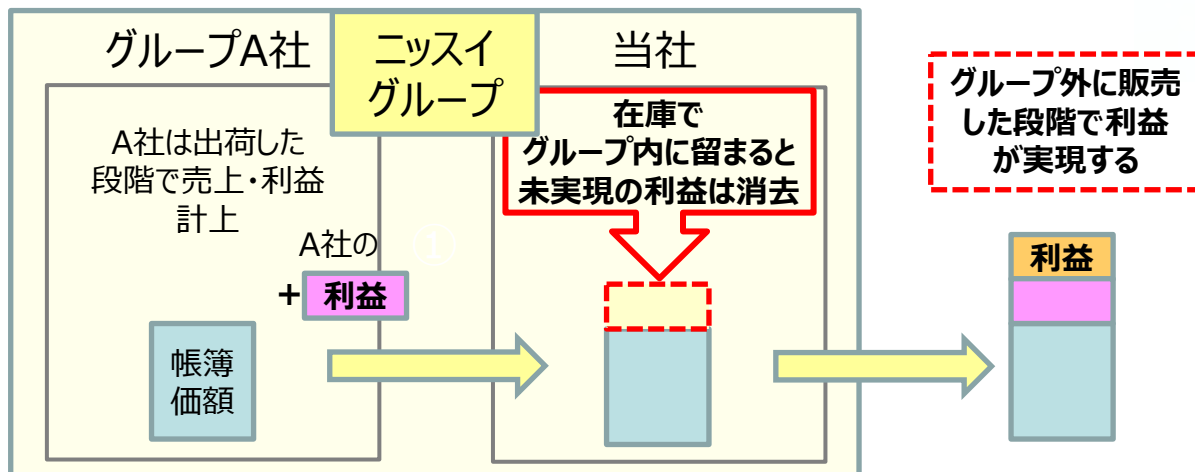 グループA社
ニッスイ
グループ
当社
A社は出荷した
段階で売上・利益
計上
A社の
+
利益
帳簿
価額
在庫で
グループ内に留まると
未実現の利益は消去
グループ外に販売
した段階で利益
が実現する
利益
①